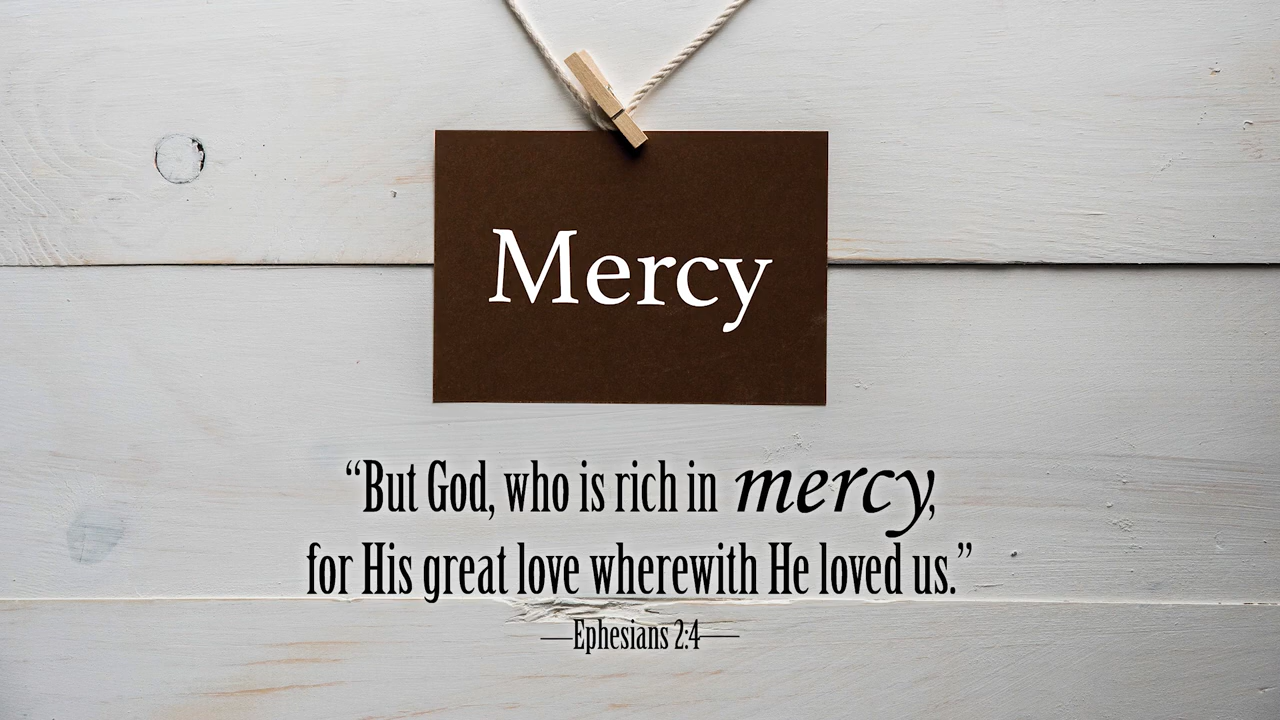 Mercy
“But God, who is rich in mercy,
for His great love wherewith He loved us.”
—Ephesians 2:4—